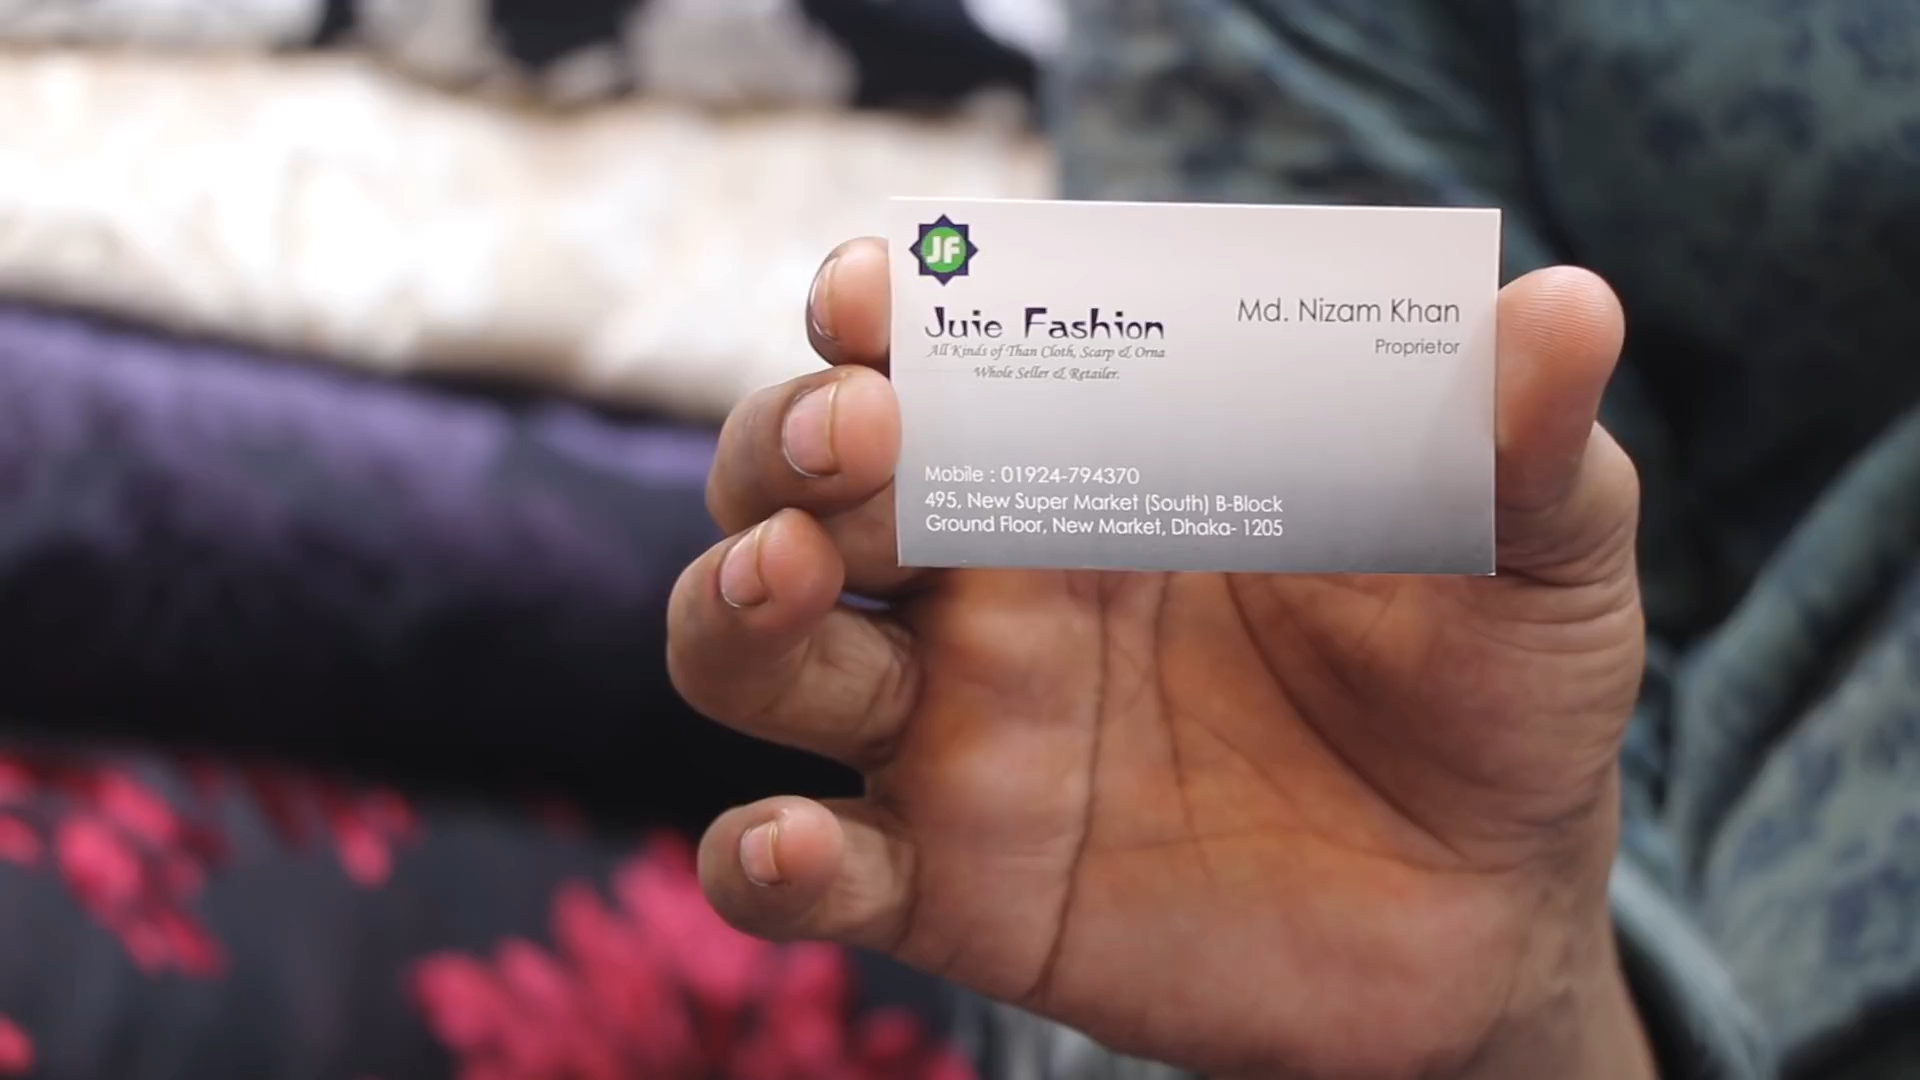 JF
Juie Fashion
All Kinds of Than Cloth, Scarp & Orna
Whole Seller & Retailer.
Md. Nizam Khan
Proprietor
Mobile : 01924-794370
495, New Super Market (South) B-Block
Ground Floor, New Market, Dhaka- 1205